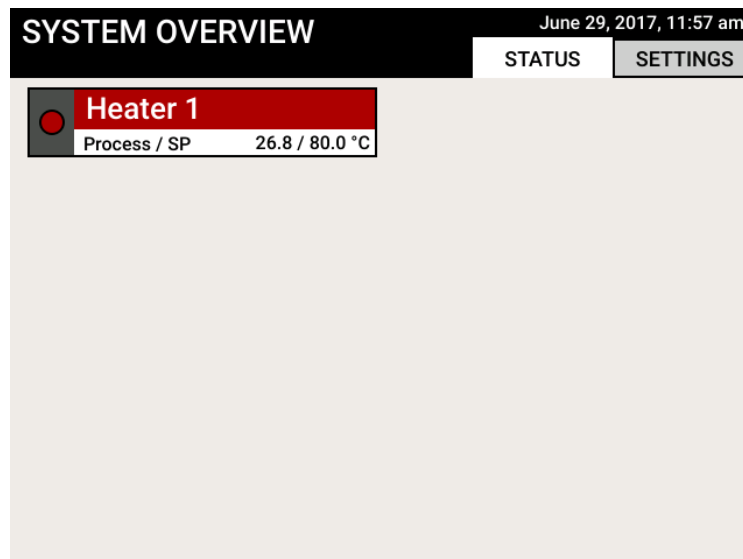 SYSTEM OVERVIEW
June 29, 2017, 11:57 am
STATUS
SETTINGS
Heater 1
Process / SP 26.8 / 80.0 °C